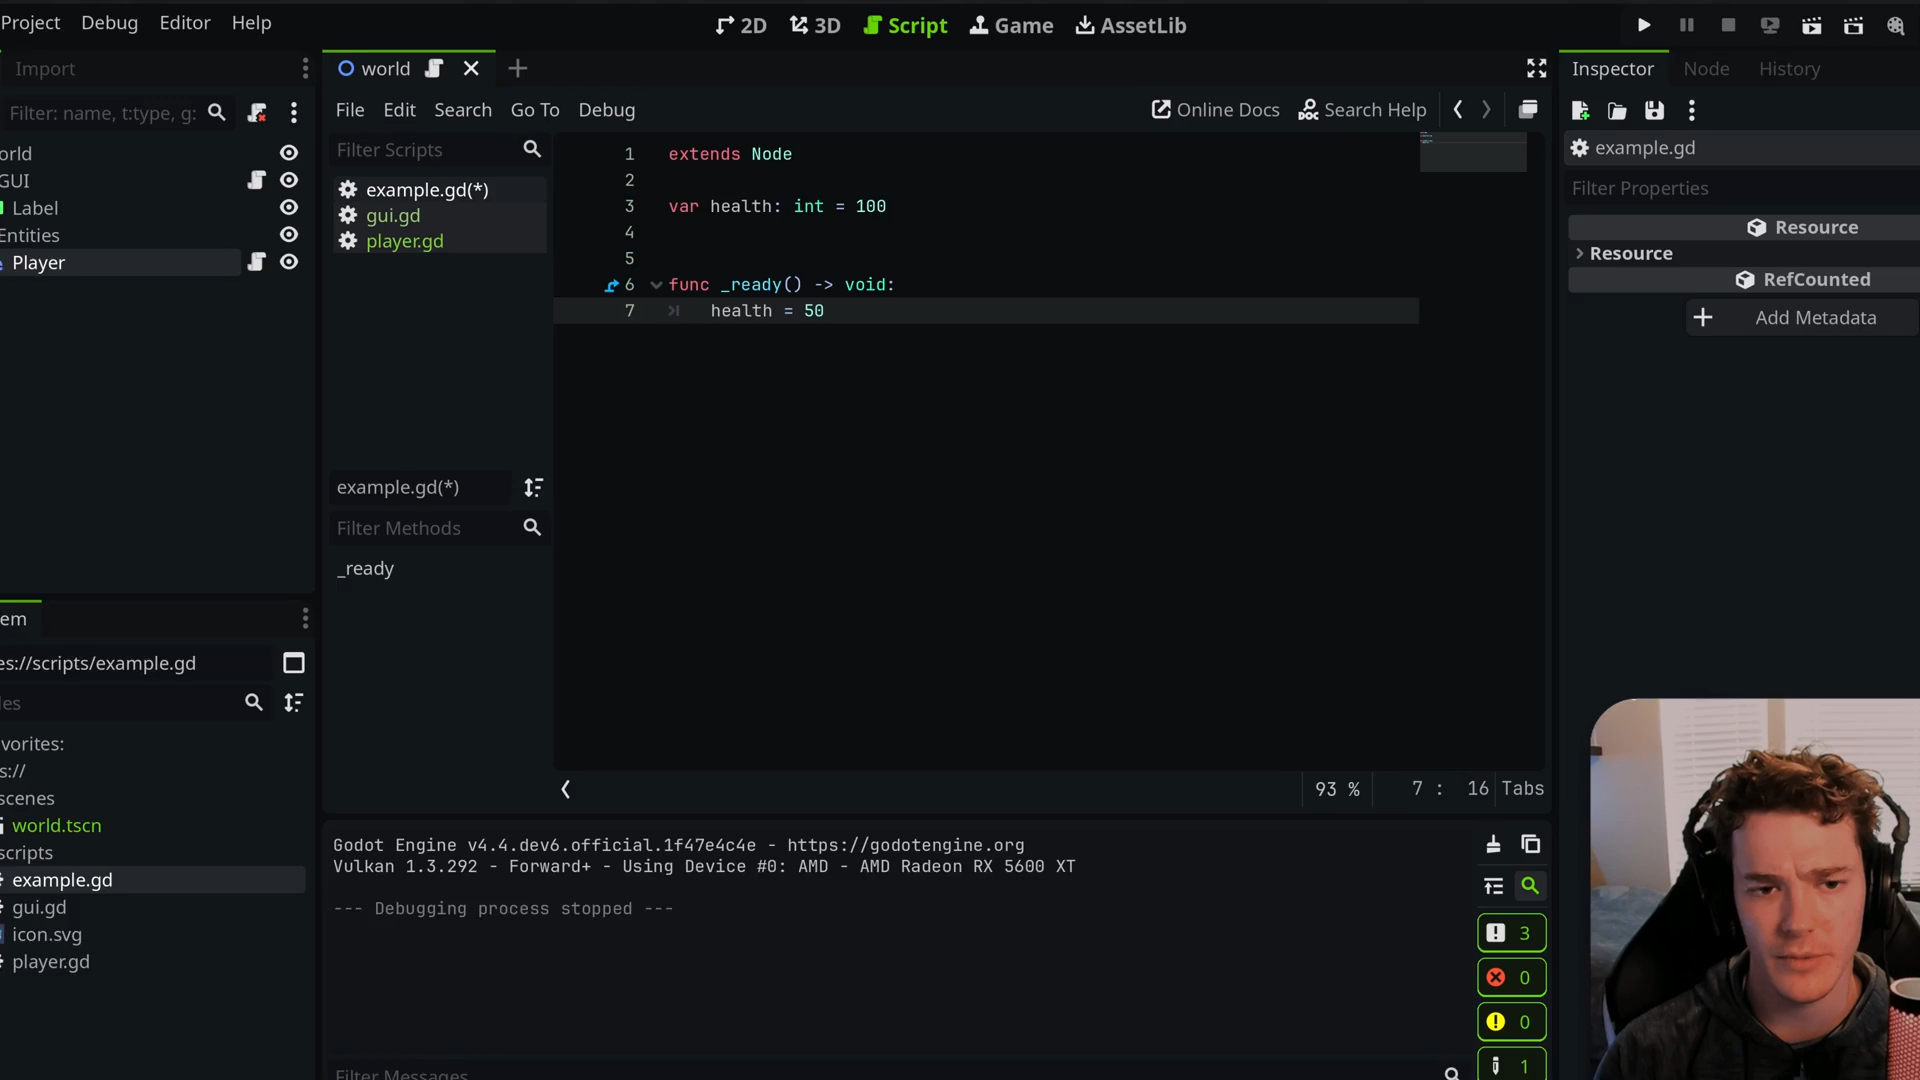 Project Debug Editor Help
2D 3D Script Game AssetLib
Import
Filter: name, t:type, g:
orld
GUI
Label
Entities
Player
em
es://scripts/example.gd
les
vorites:
s://
scenes
world.tscn
scripts
example.gd
gui.gd
icon.svg
player.gd
world
File Edit Search Go To Debug
Online Docs Search Help
Filter Scripts
example.gd(*)
gui.gd
player.gd
example.gd(*)
Filter Methods
_ready
1 extends Node
2
3 var health: int = 100
4
5
6 func _ready() -> void:
7 health = 50
93 % 7 : 16 Tabs
Godot Engine v4.4.dev6.official.1f47e4c4e - https://godotengine.org
Vulkan 1.3.292 - Forward+ - Using Device #0: AMD - AMD Radeon RX 5600 XT
--- Debugging process stopped ---
Filter Messages
3
0
0
1
Inspector Node History
example.gd
Filter Properties
Resource
Resource
RefCounted
Add Metadata